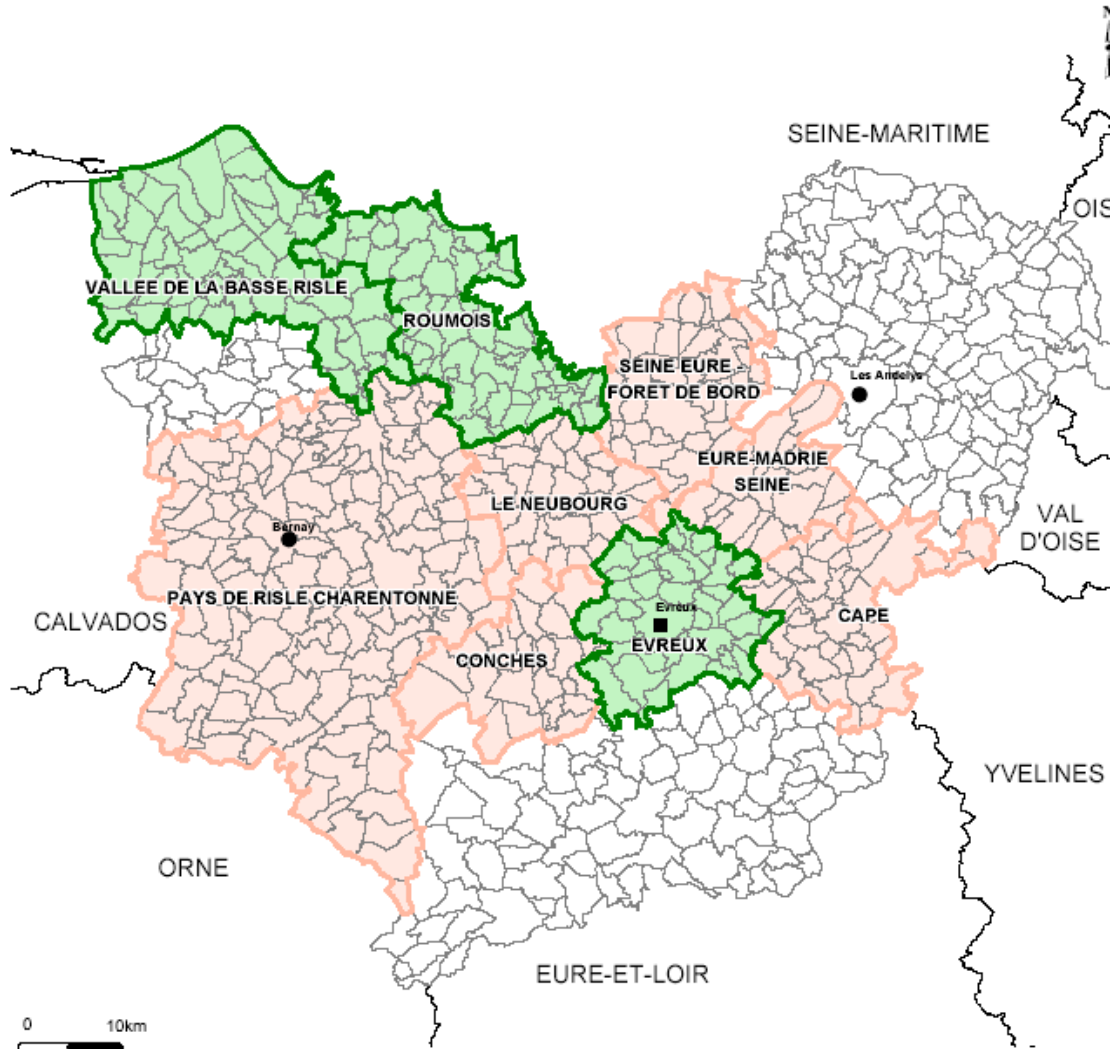 N
SEINE-MARITIME
OIS
VALLEE DE LA BASSE RISLE
ROUMOIS
SEINE EURE -
FORET DE BORD
Les Andelys
EURE-MADRIE
SEINE
LE NEUBOURG
VAL
D'OISE
Bernay
PAYS DE RISLE CHARENTONNE
CALVADOS
Evreux
EVREUX
CAPE
CONCHES
YVELINES
ORNE
EURE-ET-LOIR
0 10km